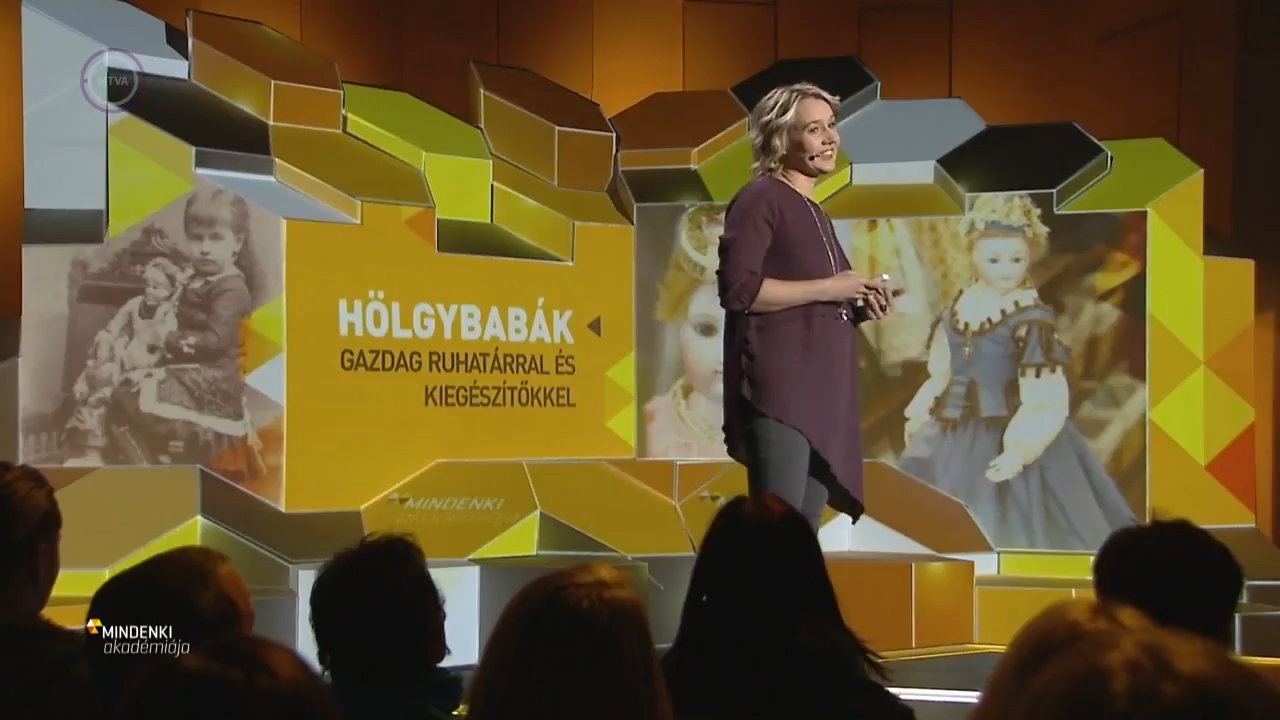 HÖLGYBABÁK
GAZDAG RUHATÁRRAL ÉS
KIEGÉSZÍTŐKKEL
MINDENKI
MINDENKI
akadémiája